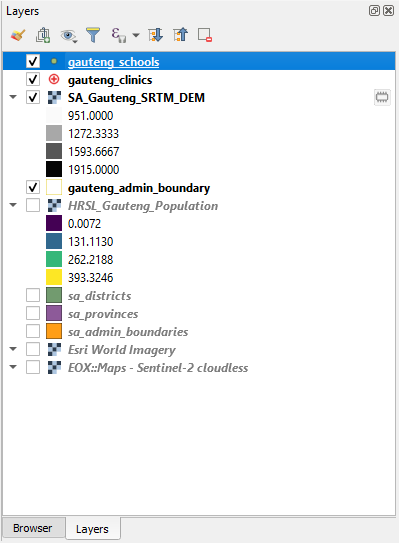 Layers
gauteng_schools
gauteng_clinics
SA_Gauteng_SRTM_DEM
951.0000
1272.3333
1593.6667
1915.0000
gauteng_admin_boundary
HRSL_Gauteng_Population
0.0072
131.1130
262.2188
393.3246
sa_districts
sa_provinces
sa_admin_boundaries
Esri World Imagery
EOX::Maps - Sentinel-2 cloudless
Browser Layers